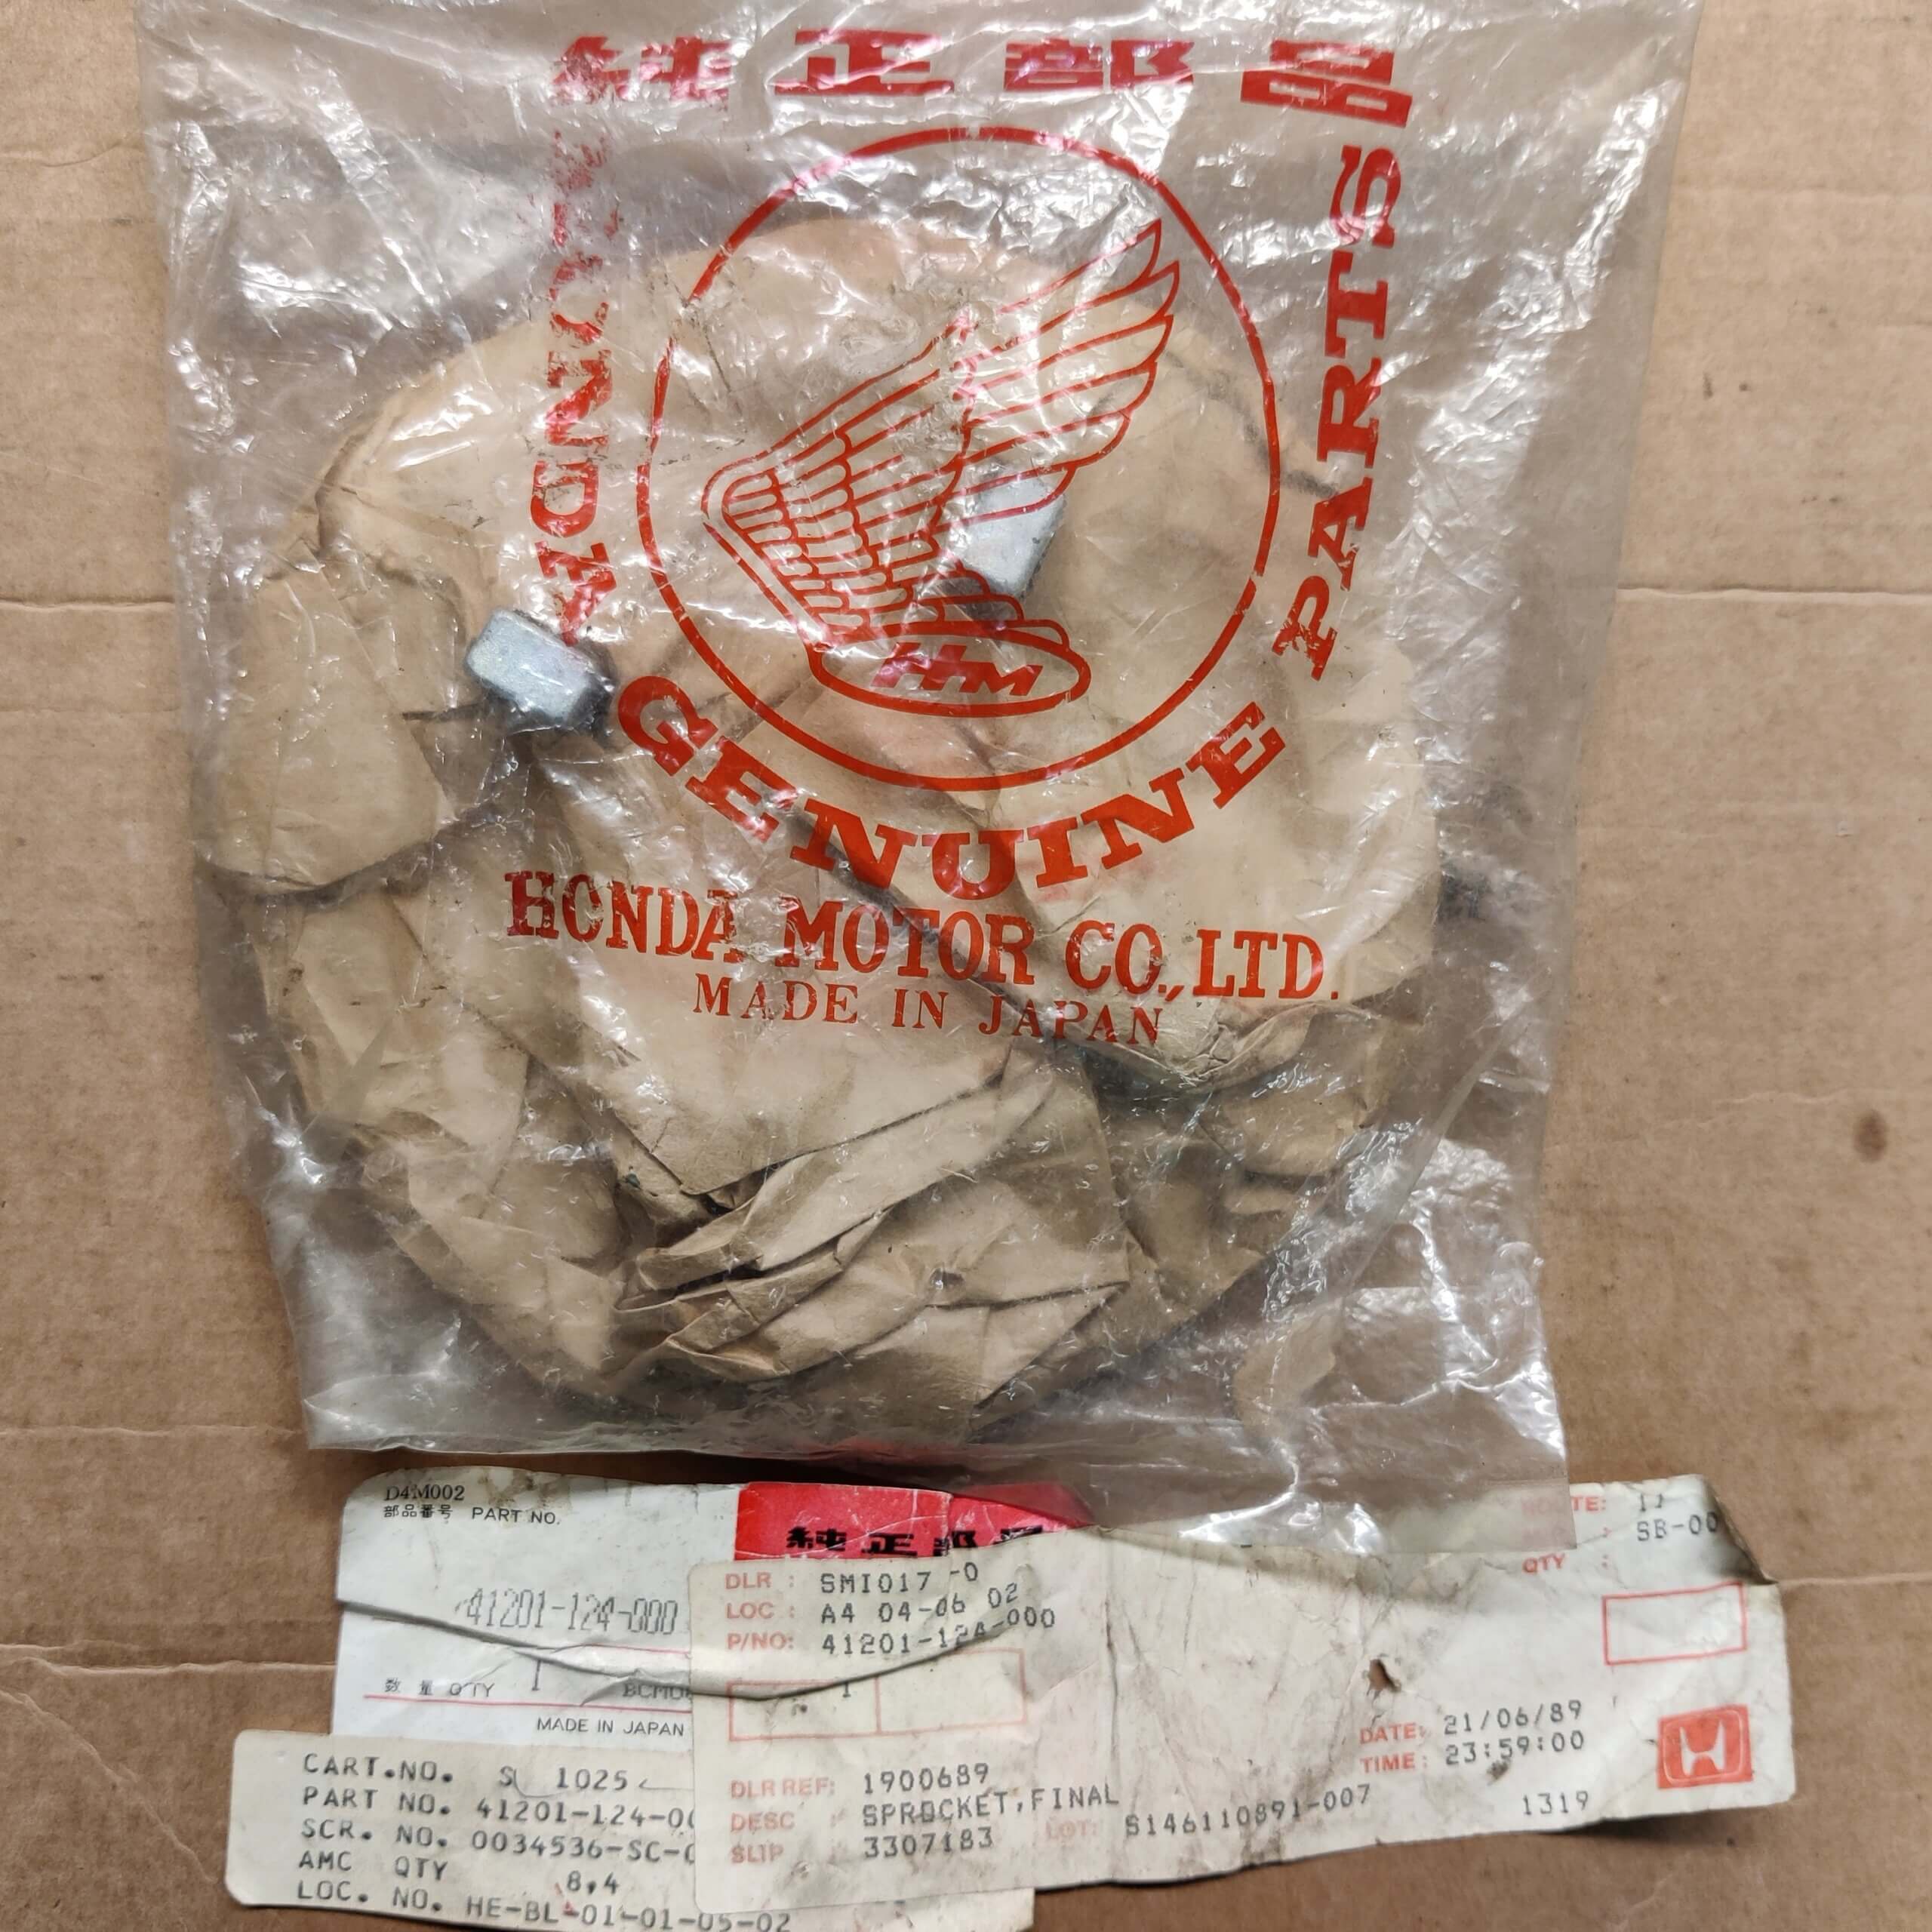 純正部品
HONDA
PARTS
HM
GENUINE
HONDA MOTOR CO., LTD.
MADE IN JAPAN
D4M002
部品番号 PART NO.
41201-124-000
数量 Q'TY 1
MADE IN JAPAN
純正部品
DLR : SMI017 -0
LOC : A4 04-06 02
P/NO: 41201-124-000
1
DLR REF: 1900689
DESC : SPROCKET,FINAL
SLIP 3307183 LOT: S146110891-007
SB-00
QTY :
DATE: 21/06/89
TIME: 23:59:00
1319
CART.NO. 1025
PART NO. 41201-124-0
SCR. NO. 0034536-SC-
AMC QTY 8,4
LOC. NO. HE-BL-01-01-05-02